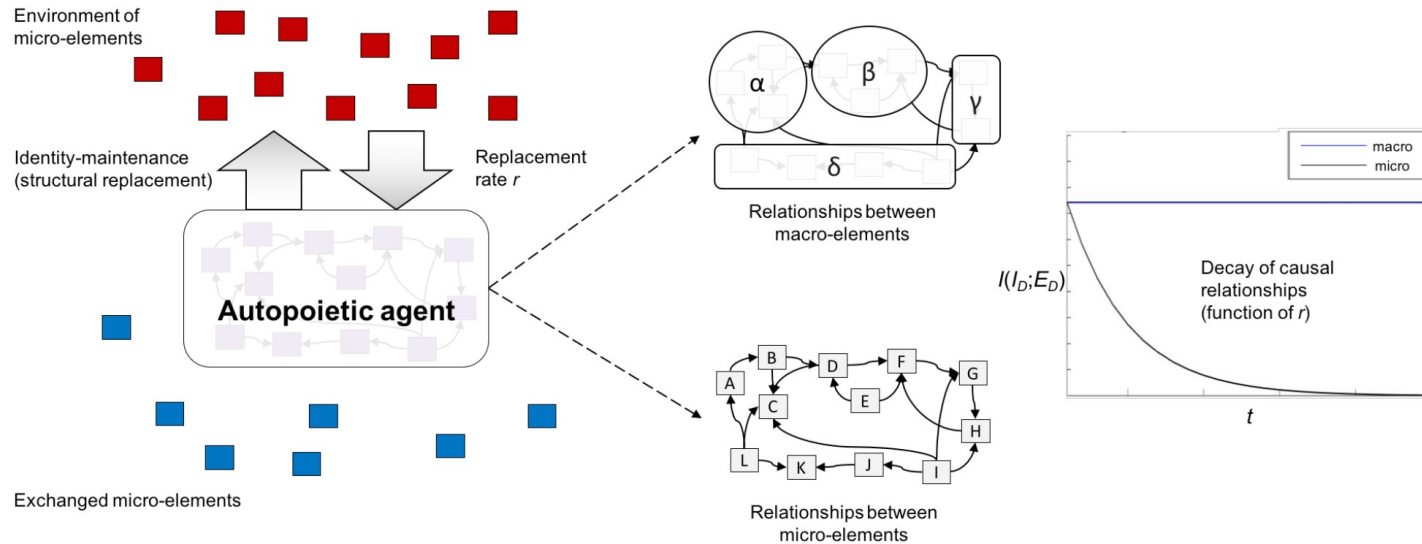 Environment of
micro-elements
Identity-maintenance
(structural replacement)
Replacement
rate r
Autopoietic agent
Exchanged micro-elements
α
β
γ
δ
Relationships between
macro-elements
A
B
C
D
E
F
G
H
I
J
K
L
Relationships between
micro-elements
macro
micro
I(I_D;E_D)
Decay of causal
relationships
(function of r)
t